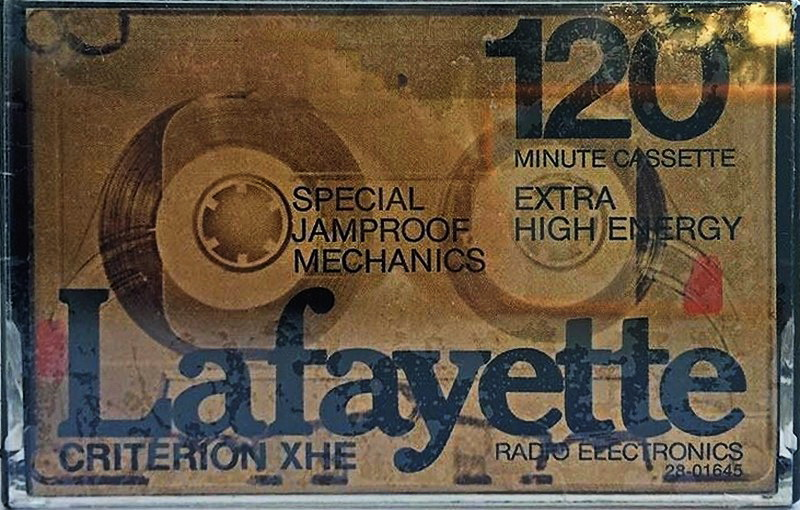 120
MINUTE CASSETTE
SPECIAL
JAMPROOF
MECHANICS
EXTRA
HIGH ENERGY
Lafayette
CRITERION XHE
RADIO ELECTRONICS
28-01645